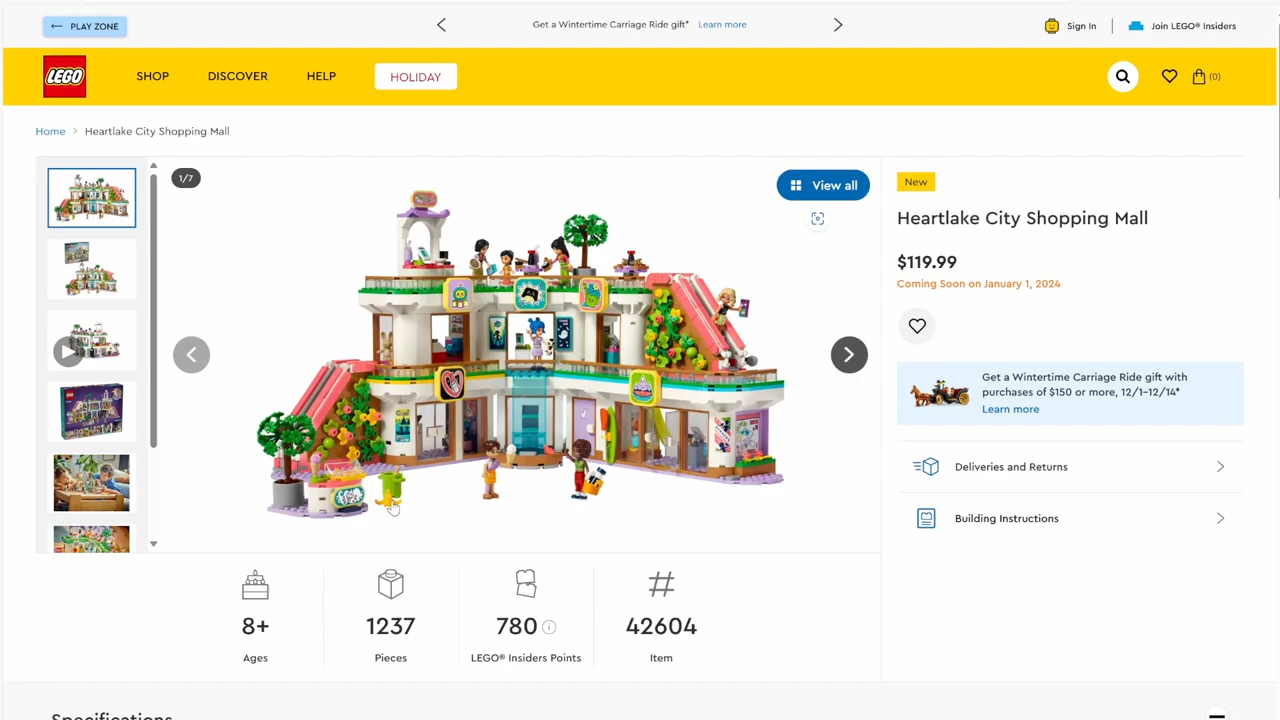 PLAY ZONE
Get a Wintertime Carriage Ride gift* Learn more
Sign In
Join LEGO® Insiders
LEGO
SHOP
DISCOVER
HELP
HOLIDAY
(0)
Home > Heartlake City Shopping Mall
1/7
View all
New
Heartlake City Shopping Mall
$119.99
Coming Soon on January 1, 2024
Get a Wintertime Carriage Ride gift with
purchases of $150 or more, 12/1-12/14*
Learn more
Deliveries and Returns
Building Instructions
8+
Ages
1237
Pieces
780
LEGO® Insiders Points
#
42604
Item
Specifications